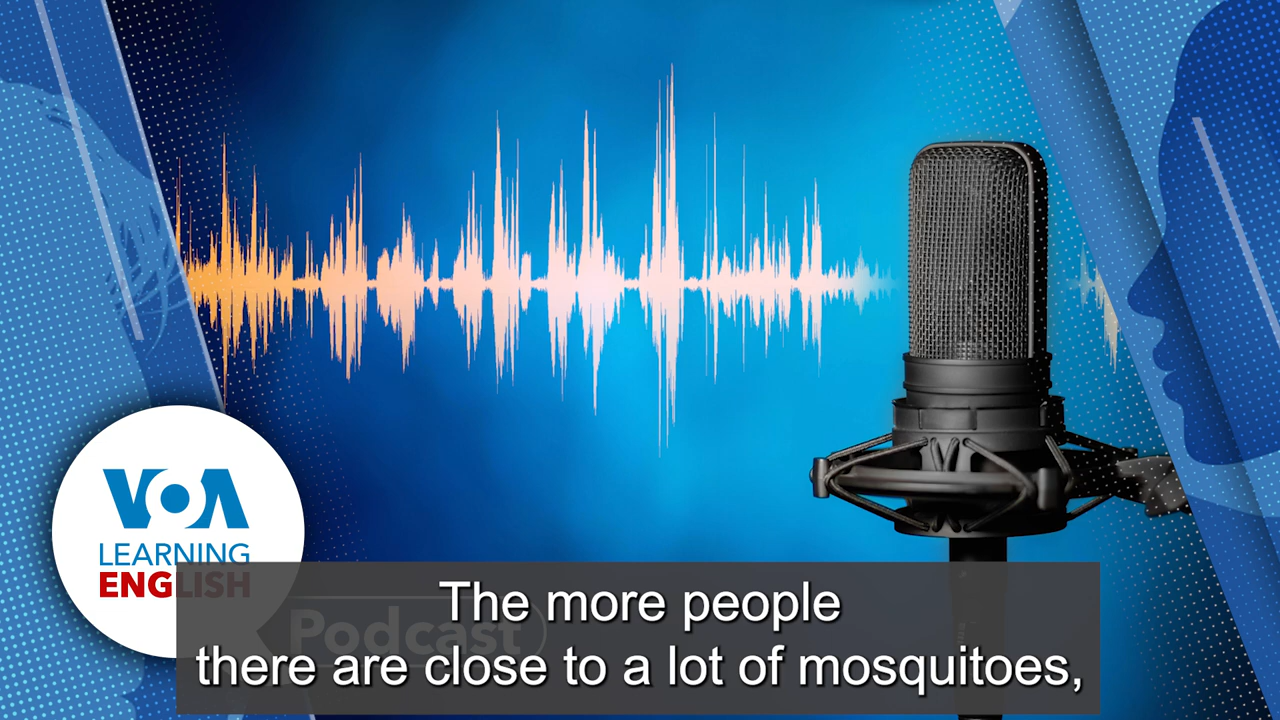 VOA
LEARNING
ENGLISH
Podcast
The more people
there are close to a lot of mosquitoes,